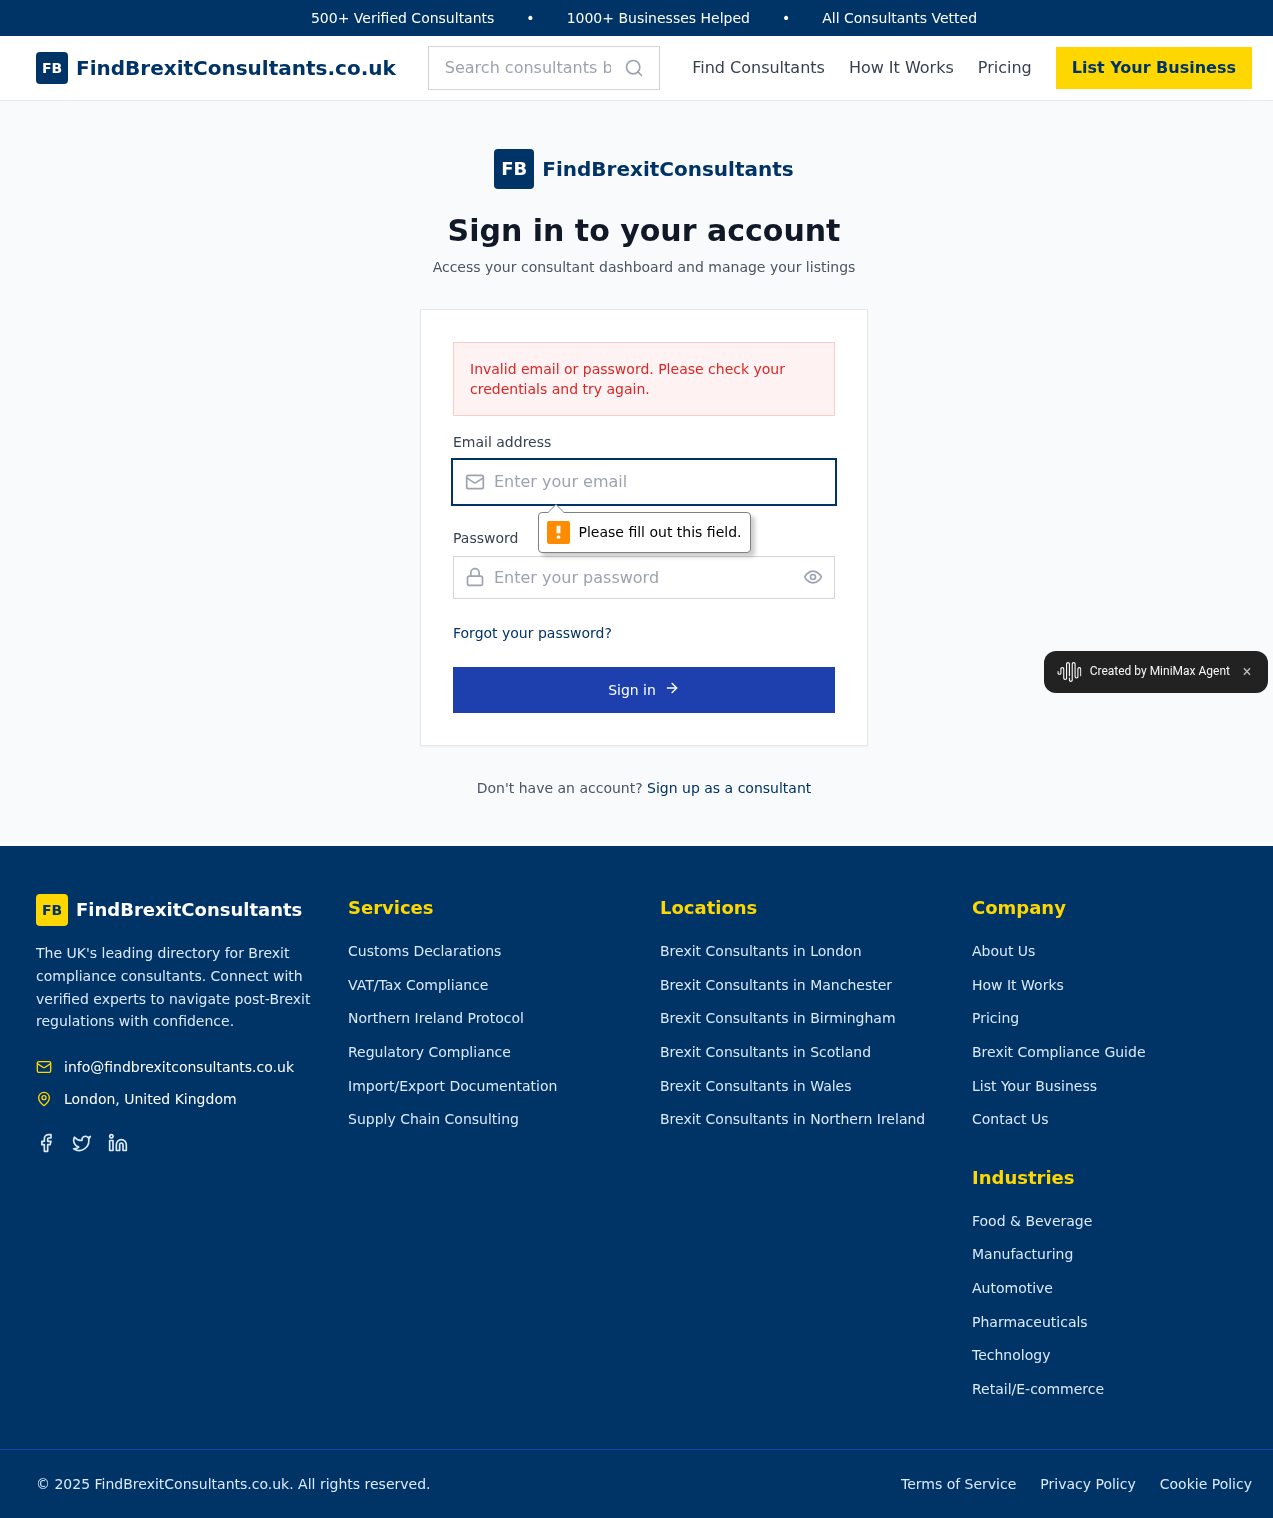 500+ Verified Consultants • 1000+ Businesses Helped • All Consultants Vetted
FB FindBrexitConsultants.co.uk Search consultants b Find Consultants How It Works Pricing List Your Business
FB FindBrexitConsultants
Sign in to your account
Access your consultant dashboard and manage your listings
Invalid email or password. Please check your
credentials and try again.
Email address
Enter your email
Please fill out this field.
Password
Enter your password
Forgot your password?
Sign in
Created by MiniMax Agent ×
Don't have an account? Sign up as a consultant
FB FindBrexitConsultants
The UK's leading directory for Brexit
compliance consultants. Connect with
verified experts to navigate post-Brexit
regulations with confidence.
info@findbrexitconsultants.co.uk
London, United Kingdom
Services
Customs Declarations
VAT/Tax Compliance
Northern Ireland Protocol
Regulatory Compliance
Import/Export Documentation
Supply Chain Consulting
Locations
Brexit Consultants in London
Brexit Consultants in Manchester
Brexit Consultants in Birmingham
Brexit Consultants in Scotland
Brexit Consultants in Wales
Brexit Consultants in Northern Ireland
Company
About Us
How It Works
Pricing
Brexit Compliance Guide
List Your Business
Contact Us
Industries
Food & Beverage
Manufacturing
Automotive
Pharmaceuticals
Technology
Retail/E-commerce
© 2025 FindBrexitConsultants.co.uk. All rights reserved.
Terms of Service Privacy Policy Cookie Policy